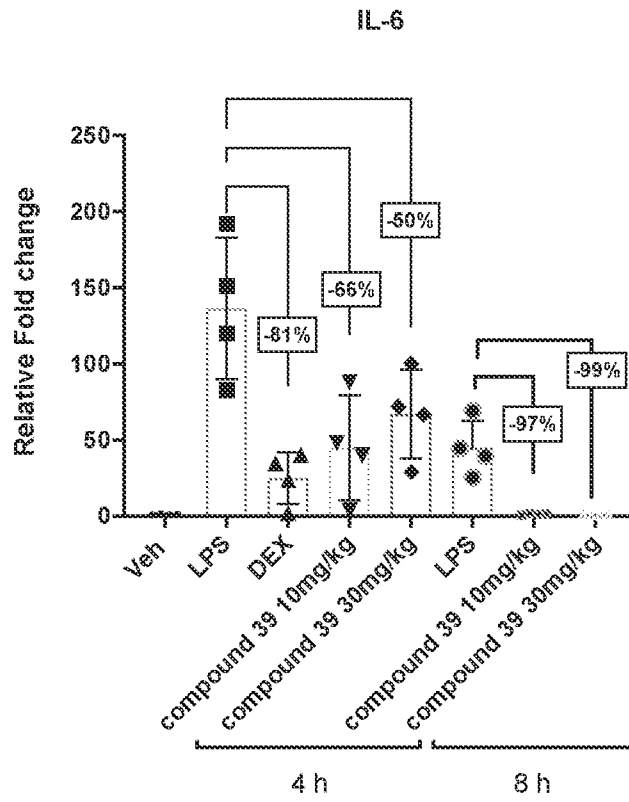 IL-6
Relative Fold change
250
200
150
100
50
0
-81%
-66%
-50%
-97%
-99%
Veh
LPS
DEX
compound 39 10mg/kg
compound 39 30mg/kg
LPS
compound 39 10mg/kg
compound 39 30mg/kg
4 h
8 h